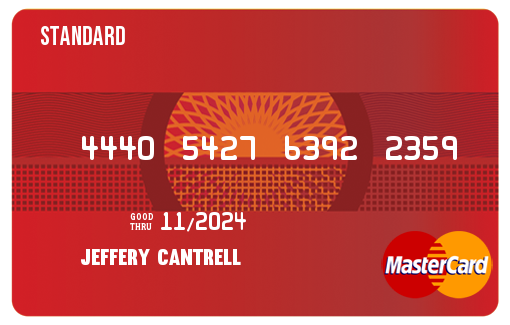 STANDARD
4440 5427 6392 2359
GOOD THRU 11/2024
JEFFERY CANTRELL
MasterCard